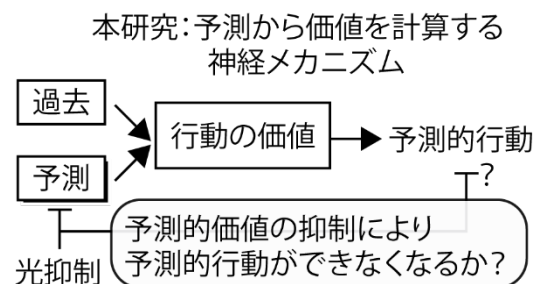 本研究：予測から価値を計算する
神経メカニズム
過去
行動の価値
予測的行動
予測
?
予測的価値の抑制により
予測的行動ができなくなるか？
光抑制